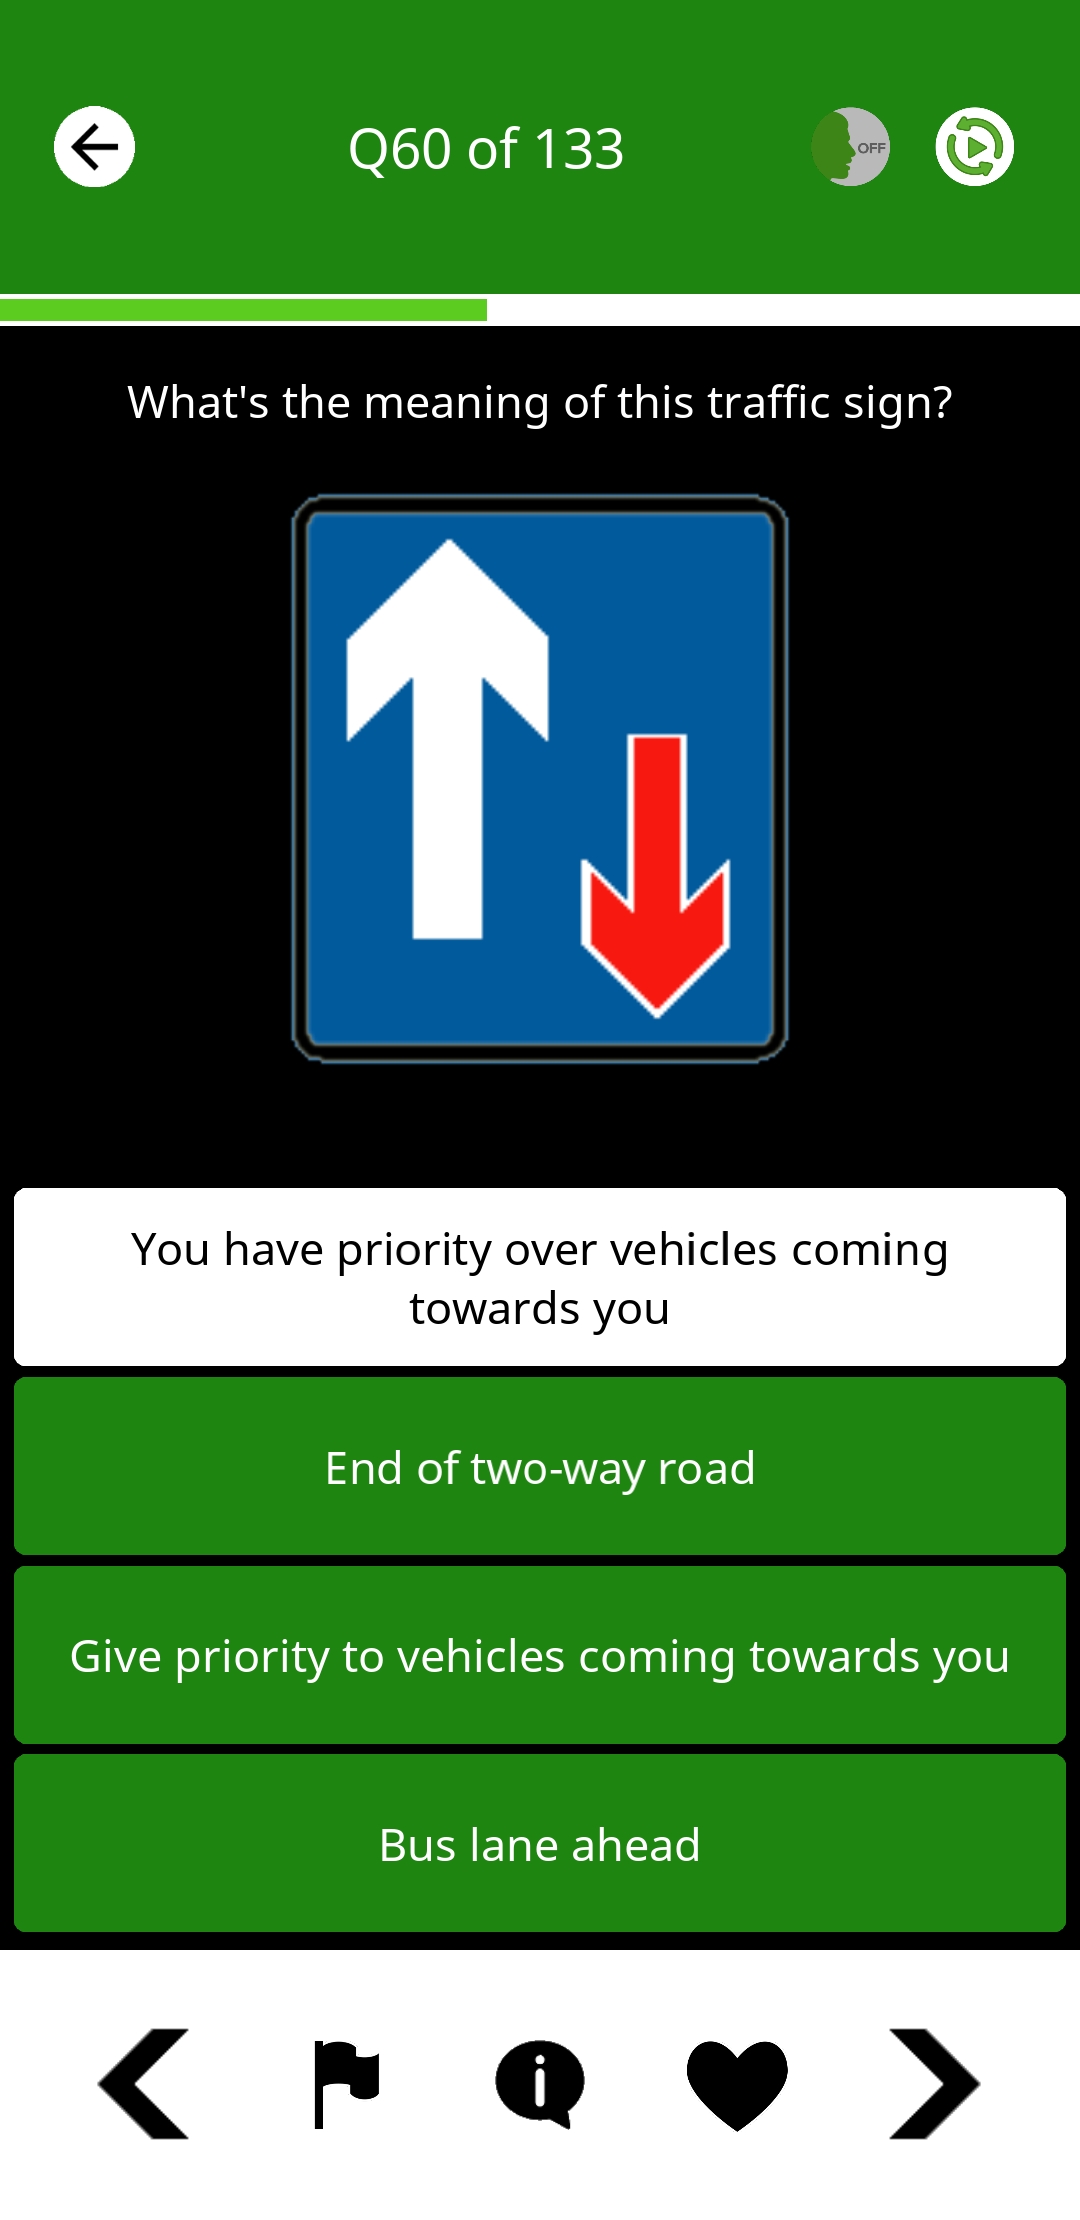 Q60 of 133
OFF
What's the meaning of this traffic sign?
You have priority over vehicles coming
towards you
End of two-way road
Give priority to vehicles coming towards you
Bus lane ahead